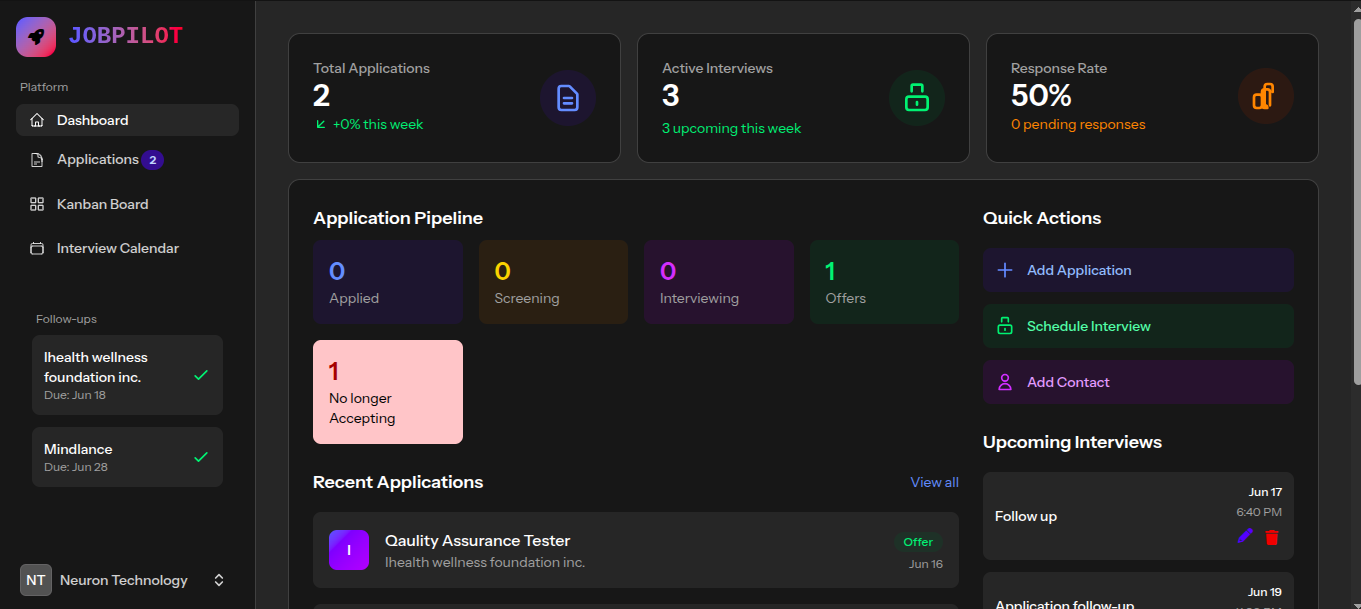 JOBPILOT
Platform
Dashboard
Applications 2
Kanban Board
Interview Calendar
Follow-ups
Ihealth wellness
foundation inc.
Due: Jun 18
Mindlance
Due: Jun 28
NT Neuron Technology
Total Applications
2
+0% this week
Active Interviews
3
3 upcoming this week
Response Rate
50%
0 pending responses
Application Pipeline
0
Applied
0
Screening
0
Interviewing
1
Offers
1
No longer
Accepting
Recent Applications
View all
I
Qaulity Assurance Tester
Ihealth wellness foundation inc.
Offer
Jun 16
Quick Actions
Add Application
Schedule Interview
Add Contact
Upcoming Interviews
Follow up
Jun 17
6:40 PM
Jun 19
Application follow-up